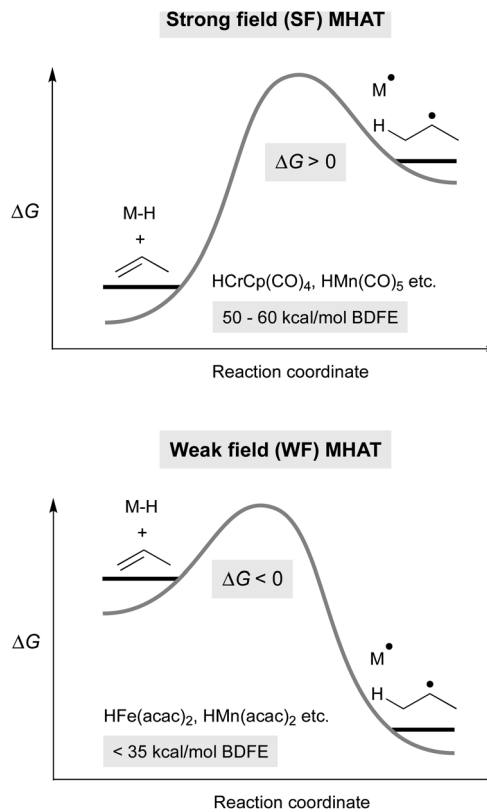 Strong field (SF) MHAT
M•
H
ΔG > 0
ΔG
M-H
+
HCrCp(CO)₄, HMn(CO)₅ etc.
50 - 60 kcal/mol BDFE
Reaction coordinate
Weak field (WF) MHAT
M-H
+
ΔG < 0
ΔG
M•
H
HFe(acac)₂, HMn(acac)₂ etc.
< 35 kcal/mol BDFE
Reaction coordinate